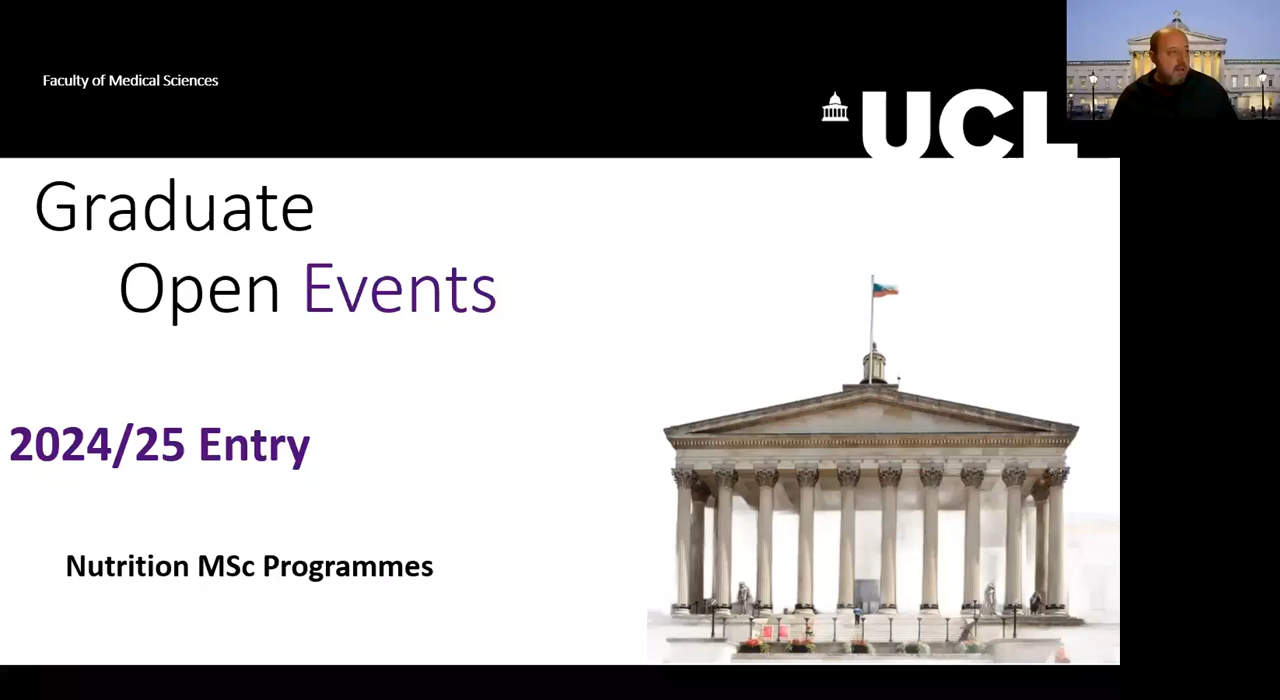 Faculty of Medical Sciences
UCL
Graduate
Open Events
2024/25 Entry
Nutrition MSc Programmes